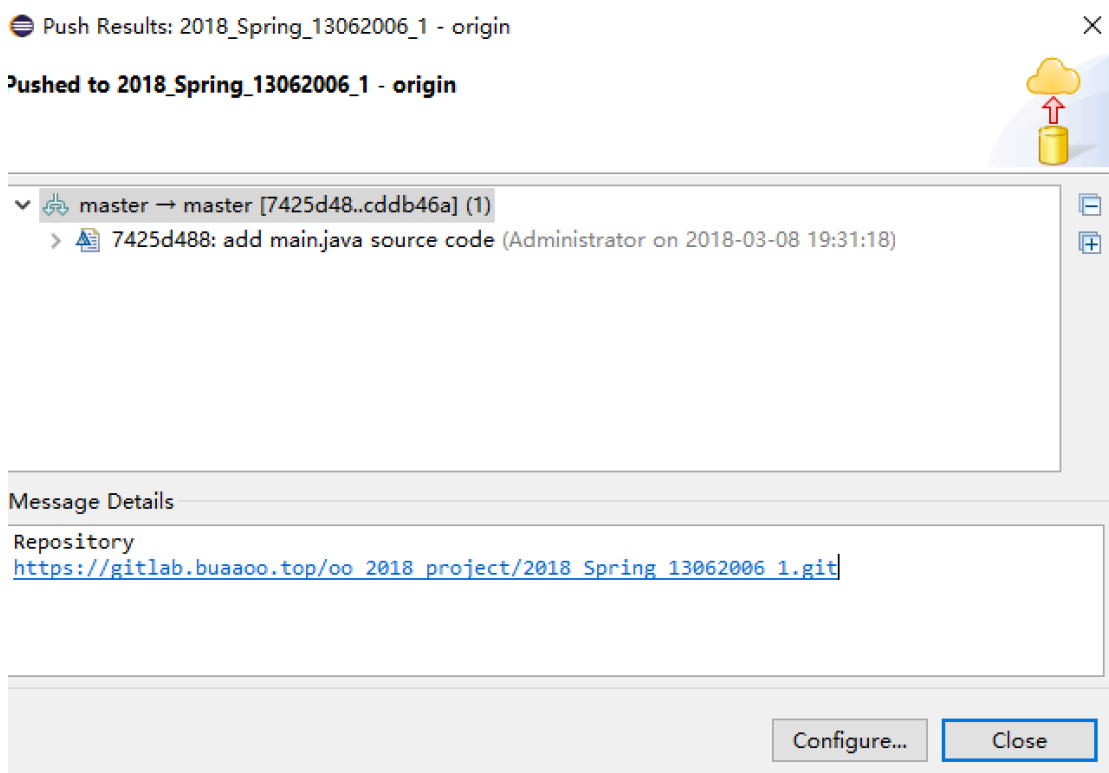 Push Results: 2018_Spring_13062006_1 - origin
Pushed to 2018_Spring_13062006_1 - origin
master → master [7425d48..cddb46a] (1)
7425d488: add main.java source code (Administrator on 2018-03-08 19:31:18)
Message Details
Repository
https://gitlab.buaaoo.top/oo_2018_project/2018_Spring_13062006_1.git
Configure...
Close